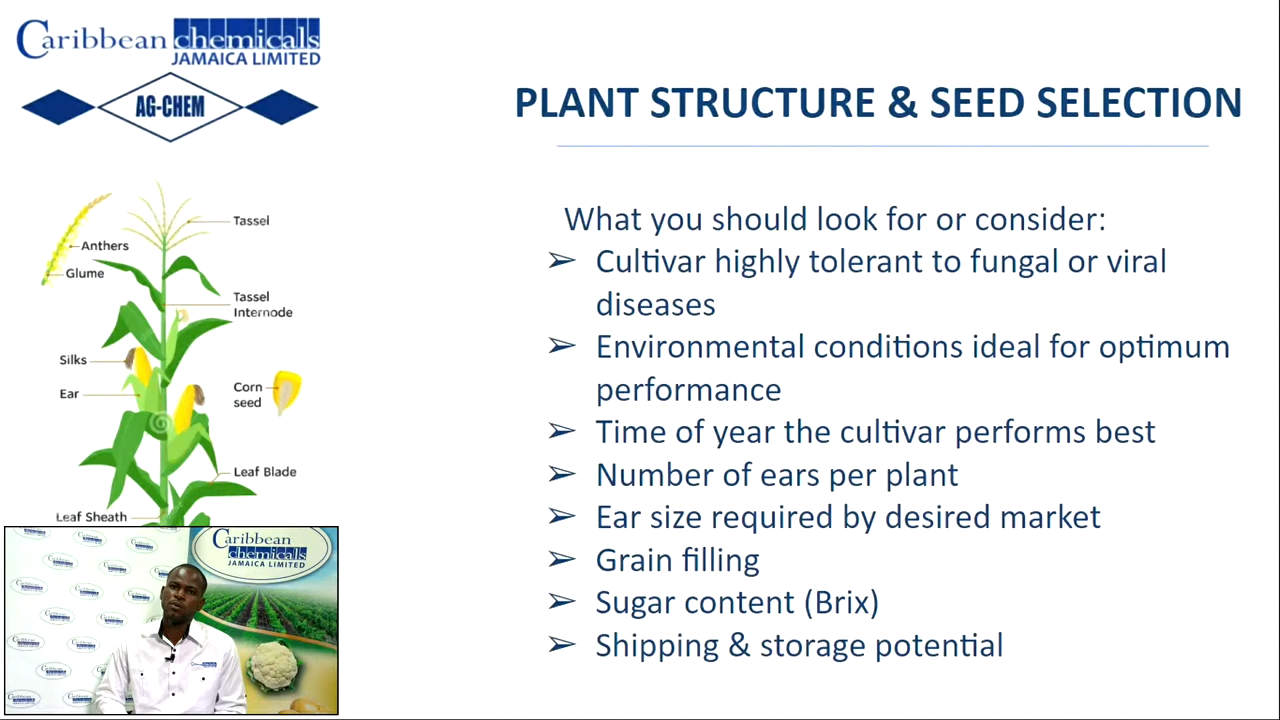 Caribbean chemicals
JAMAICA LIMITED
AG-CHEM
PLANT STRUCTURE & SEED SELECTION
Tassel
Anthers
Glume
Tassel
Internode
Silks
Ear
Corn
seed
Leaf Blade
Leaf Sheath
What you should look for or consider:
➢ Cultivar highly tolerant to fungal or viral
diseases
➢ Environmental conditions ideal for optimum
performance
➢ Time of year the cultivar performs best
➢ Number of ears per plant
➢ Ear size required by desired market
➢ Grain filling
➢ Sugar content (Brix)
➢ Shipping & storage potential
Caribbean
chemicals
JAMAICA LIMITED